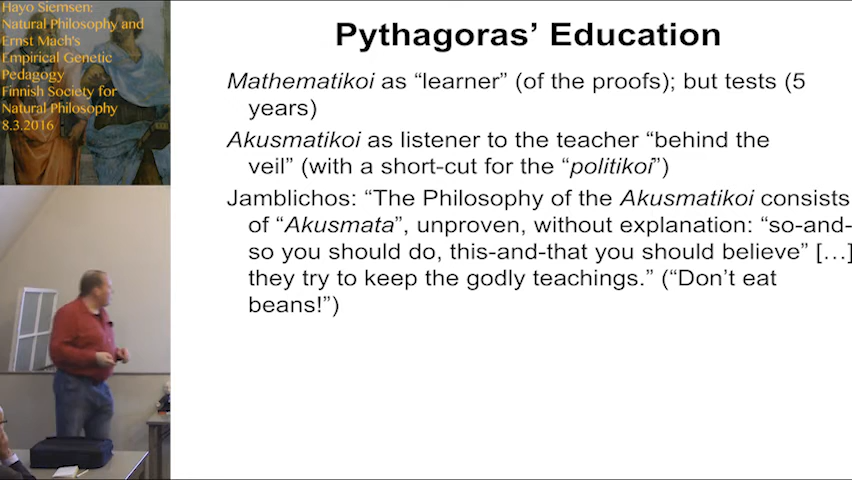 Hayo Siemsen:
Natural Philosophy and
Ernst Mach's
Empirical Genetic
Pedagogy
Finnish Society for
Natural Philosophy
8.3.2016
Pythagoras’ Education
Mathematikoi as “learner” (of the proofs); but tests (5
years)
Akusmatikoi as listener to the teacher “behind the
veil” (with a short-cut for the “politikoi”)
Jamblichos: “The Philosophy of the Akusmatikoi consists
of “Akusmata”, unproven, without explanation: “so-and-
so you should do, this-and-that you should believe” […]
they try to keep the godly teachings.” (“Don’t eat
beans!”)